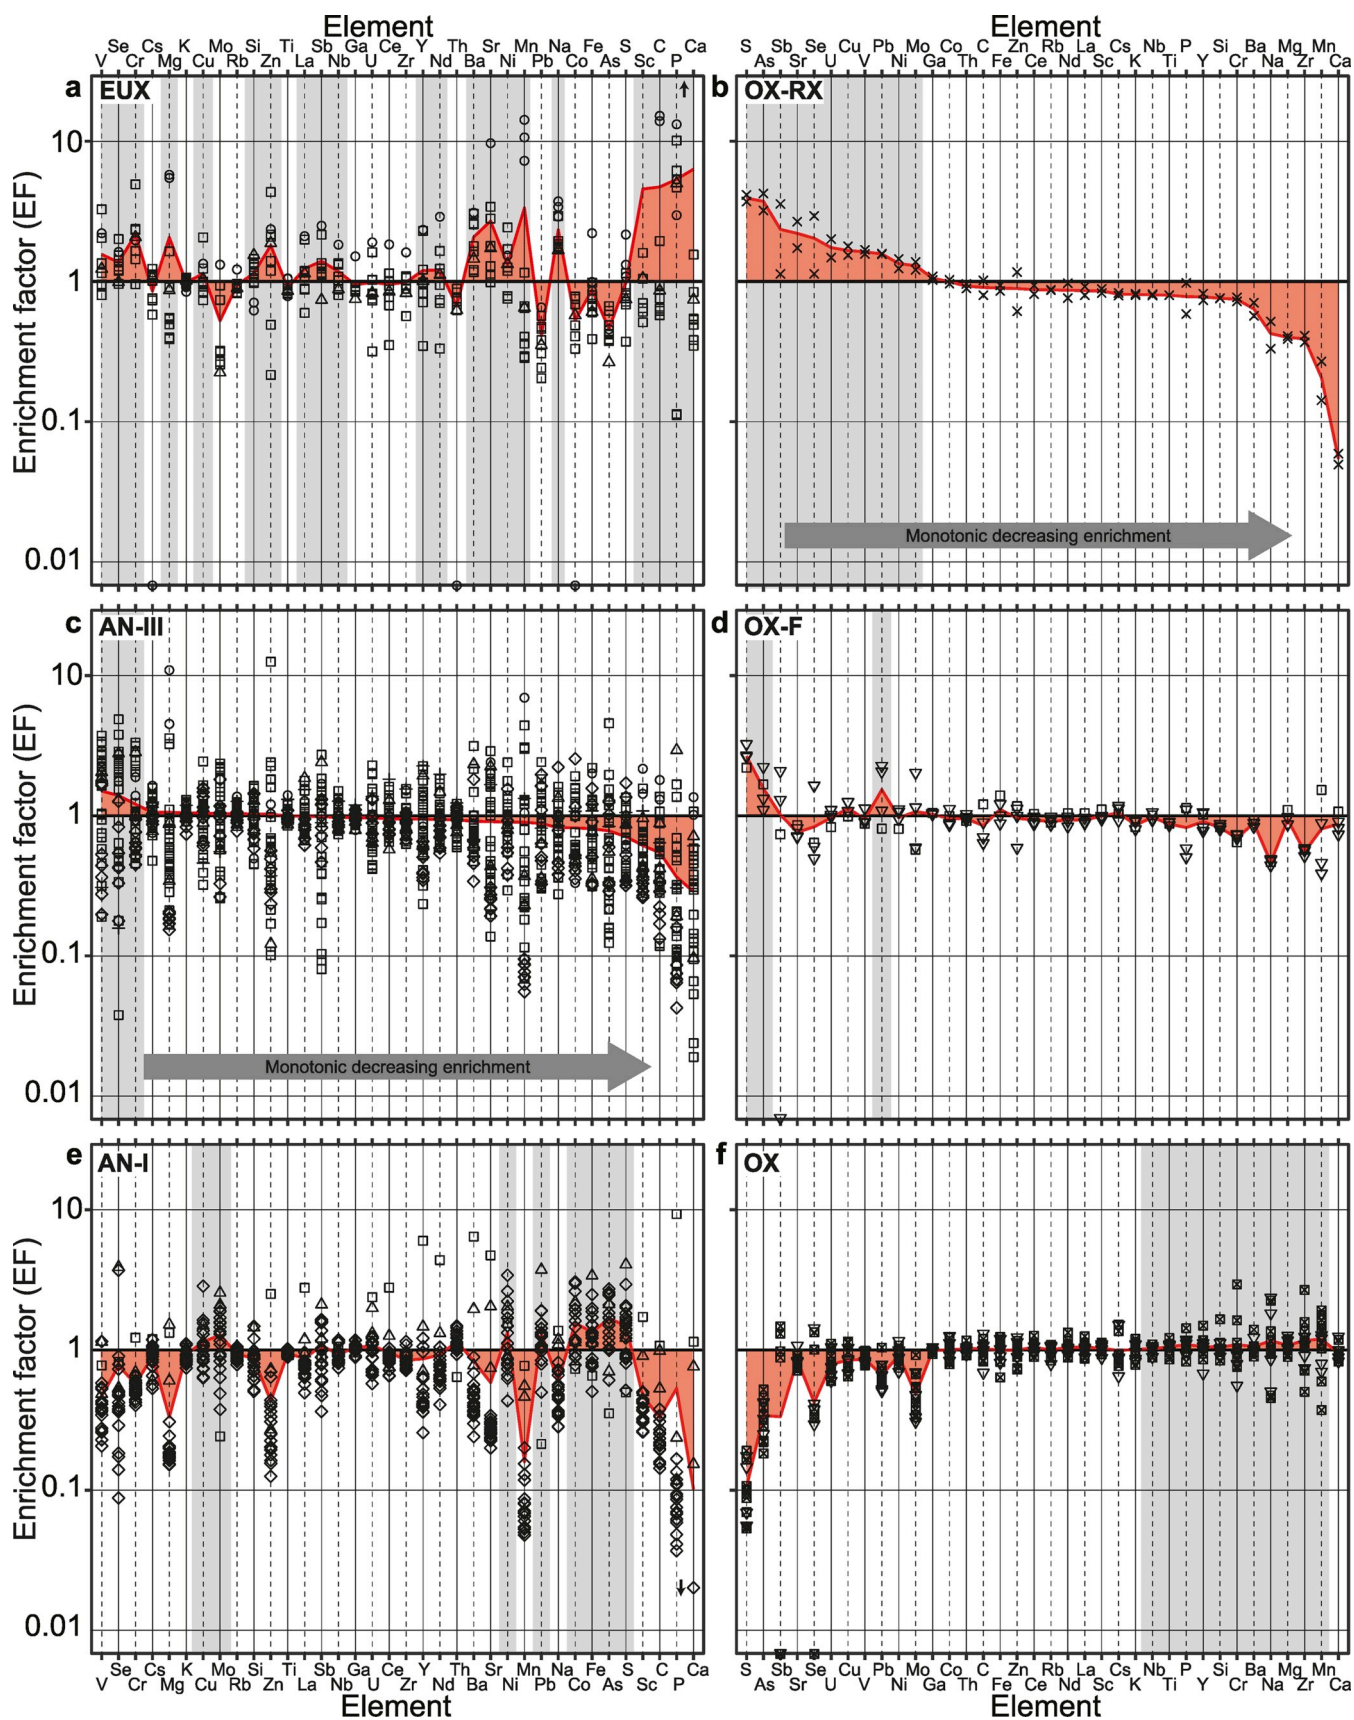 Element Element
Se Cs K Mo Si Ti Sb Ga Ce Y Th Sr Mn Na Fe S C Ca
V Cr Mg Cu Rb Zn La Nb U Zr Nd Ba Ni Pb Co As Sc P
S Sb Se Cu Pb Mo Co C Zn Rb La Cs Nb P Si Ba Mg Mn
As Sr U V Ni Ga Th Fe Ce Nd Sc K Ti Y Cr Na Zr Ca
a EUX
b OX-RX
Enrichment factor (EF)
10
1
0.1
0.01
Monotonic decreasing enrichment
c AN-III
d OX-F
Enrichment factor (EF)
10
1
0.1
0.01
Monotonic decreasing enrichment
e AN-I
f OX
Enrichment factor (EF)
10
1
0.1
0.01
V Se Cr Cs Mg K Cu Mo Rb Si Zn Ti La Sb Nb Ga U Ce Zr Y Nd Th Ba Sr Ni Mn Pb Na Co Fe As S Sc C P Ca
S As Sb Sr Se U Cu V Pb Ni Mo Ga Co Th C Fe Zn Ce Rb Nd La Sc Cs K Nb Ti P Y Si Cr Ba Na Mg Zr Mn Ca
Element Element